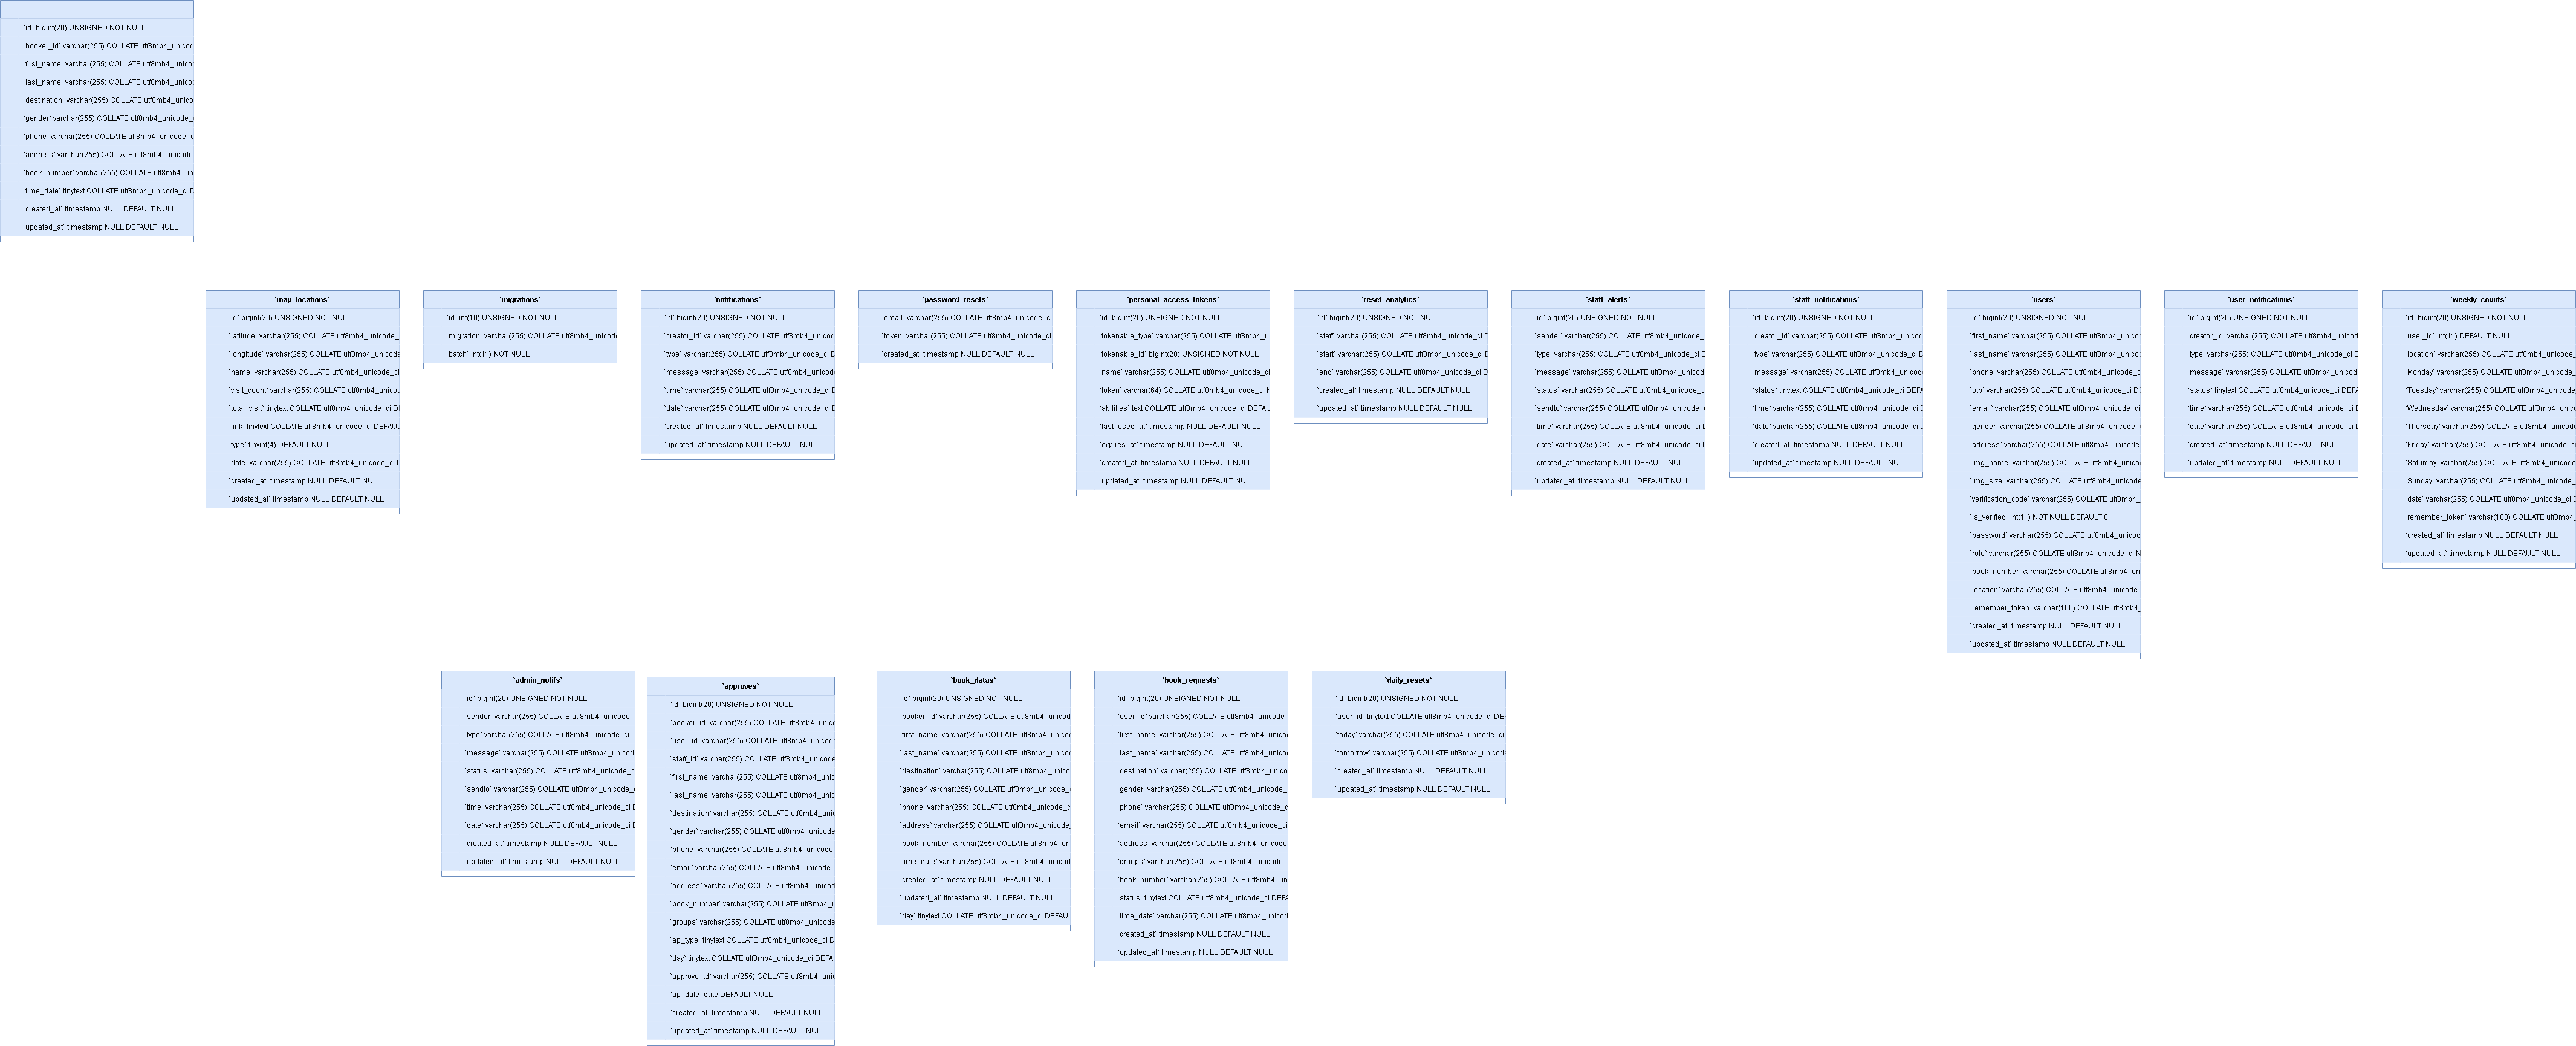 `id` bigint(20) UNSIGNED NOT NULL
`booker_id` varchar(255) COLLATE utf8mb4_unicod
`first_name` varchar(255) COLLATE utf8mb4_unico
`last_name` varchar(255) COLLATE utf8mb4_unico
`destination` varchar(255) COLLATE utf8mb4_unico
`gender` varchar(255) COLLATE utf8mb4_unicode_
`phone` varchar(255) COLLATE utf8mb4_unicode_c
`address` varchar(255) COLLATE utf8mb4_unicode_
`book_number` varchar(255) COLLATE utf8mb4_un
`time_date` tinytext COLLATE utf8mb4_unicode_ci D
`created_at` timestamp NULL DEFAULT NULL
`updated_at` timestamp NULL DEFAULT NULL
`map_locations`
`id` bigint(20) UNSIGNED NOT NULL
`latitude` varchar(255) COLLATE utf8mb4_unicode_
`longitude` varchar(255) COLLATE utf8mb4_unicode
`name` varchar(255) COLLATE utf8mb4_unicode_ci
`visit_count` varchar(255) COLLATE utf8mb4_unicoc
`total_visit` tinytext COLLATE utf8mb4_unicode_ci DI
`link` tinytext COLLATE utf8mb4_unicode_ci DEFAUL
`type` tinyint(4) DEFAULT NULL
`date` varchar(255) COLLATE utf8mb4_unicode_ci D
`created_at` timestamp NULL DEFAULT NULL
`updated_at` timestamp NULL DEFAULT NULL
`migrations`
`id` int(10) UNSIGNED NOT NULL
`migration` varchar(255) COLLATE utf8mb4_unicode
`batch` int(11) NOT NULL
`notifications`
`id` bigint(20) UNSIGNED NOT NULL
`creator_id` varchar(255) COLLATE utf8mb4_unicod
`type` varchar(255) COLLATE utf8mb4_unicode_ci D
`message` varchar(255) COLLATE utf8mb4_unicode
`time` varchar(255) COLLATE utf8mb4_unicode_ci D
`date` varchar(255) COLLATE utf8mb4_unicode_ci D
`created_at` timestamp NULL DEFAULT NULL
`updated_at` timestamp NULL DEFAULT NULL
`password_resets`
`email` varchar(255) COLLATE utf8mb4_unicode_ci
`token` varchar(255) COLLATE utf8mb4_unicode_ci
`created_at` timestamp NULL DEFAULT NULL
`personal_access_tokens`
`id` bigint(20) UNSIGNED NOT NULL
`tokenable_type` varchar(255) COLLATE utf8mb4_u
`tokenable_id` bigint(20) UNSIGNED NOT NULL
`name` varchar(255) COLLATE utf8mb4_unicode_ci
`token` varchar(64) COLLATE utf8mb4_unicode_ci N
`abilities` text COLLATE utf8mb4_unicode_ci DEFAU
`last_used_at` timestamp NULL DEFAULT NULL
`expires_at` timestamp NULL DEFAULT NULL
`created_at` timestamp NULL DEFAULT NULL
`updated_at` timestamp NULL DEFAULT NULL
`reset_analytics`
`id` bigint(20) UNSIGNED NOT NULL
`staff` varchar(255) COLLATE utf8mb4_unicode_ci D
`start` varchar(255) COLLATE utf8mb4_unicode_ci D
`end` varchar(255) COLLATE utf8mb4_unicode_ci D
`created_at` timestamp NULL DEFAULT NULL
`updated_at` timestamp NULL DEFAULT NULL
`staff_alerts`
`id` bigint(20) UNSIGNED NOT NULL
`sender` varchar(255) COLLATE utf8mb4_unicode_
`type` varchar(255) COLLATE utf8mb4_unicode_ci D
`message` varchar(255) COLLATE utf8mb4_unicode
`status` varchar(255) COLLATE utf8mb4_unicode_c
`sendto` varchar(255) COLLATE utf8mb4_unicode_
`time` varchar(255) COLLATE utf8mb4_unicode_ci D
`date` varchar(255) COLLATE utf8mb4_unicode_ci D
`created_at` timestamp NULL DEFAULT NULL
`updated_at` timestamp NULL DEFAULT NULL
`staff_notifications`
`id` bigint(20) UNSIGNED NOT NULL
`creator_id` varchar(255) COLLATE utf8mb4_unicod
`type` varchar(255) COLLATE utf8mb4_unicode_ci D
`message` varchar(255) COLLATE utf8mb4_unicode
`status` tinytext COLLATE utf8mb4_unicode_ci DEFA
`time` varchar(255) COLLATE utf8mb4_unicode_ci D
`date` varchar(255) COLLATE utf8mb4_unicode_ci D
`created_at` timestamp NULL DEFAULT NULL
`updated_at` timestamp NULL DEFAULT NULL
`users`
`id` bigint(20) UNSIGNED NOT NULL
`first_name` varchar(255) COLLATE utf8mb4_unico
`last_name` varchar(255) COLLATE utf8mb4_unico
`phone` varchar(255) COLLATE utf8mb4_unicode_c
`otp` varchar(255) COLLATE utf8mb4_unicode_ci DE
`email` varchar(255) COLLATE utf8mb4_unicode_ci
`gender` varchar(255) COLLATE utf8mb4_unicode_
`address` varchar(255) COLLATE utf8mb4_unicode_
`img_name` varchar(255) COLLATE utf8mb4_unico
`img_size` varchar(255) COLLATE utf8mb4_unicode
`verification_code` varchar(255) COLLATE utf8mb4_
`is_verified` int(11) NOT NULL DEFAULT 0
`password` varchar(255) COLLATE utf8mb4_unicod
`role` varchar(255) COLLATE utf8mb4_unicode_ci N
`book_number` varchar(255) COLLATE utf8mb4_un
`location` varchar(255) COLLATE utf8mb4_unicode_
`remember_token` varchar(100) COLLATE utf8mb4_
`created_at` timestamp NULL DEFAULT NULL
`updated_at` timestamp NULL DEFAULT NULL
`user_notifications`
`id` bigint(20) UNSIGNED NOT NULL
`creator_id` varchar(255) COLLATE utf8mb4_unicod
`type` varchar(255) COLLATE utf8mb4_unicode_ci D
`message` varchar(255) COLLATE utf8mb4_unicode
`status` tinytext COLLATE utf8mb4_unicode_ci DEFA
`time` varchar(255) COLLATE utf8mb4_unicode_ci D
`date` varchar(255) COLLATE utf8mb4_unicode_ci D
`created_at` timestamp NULL DEFAULT NULL
`updated_at` timestamp NULL DEFAULT NULL
`weekly_counts`
`id` bigint(20) UNSIGNED NOT NULL
`user_id` int(11) DEFAULT NULL
`location` varchar(255) COLLATE utf8mb4_unicode_
`Monday` varchar(255) COLLATE utf8mb4_unicode_
`Tuesday` varchar(255) COLLATE utf8mb4_unicode
`Wednesday` varchar(255) COLLATE utf8mb4_unico
`Thursday` varchar(255) COLLATE utf8mb4_unicode
`Friday` varchar(255) COLLATE utf8mb4_unicode_ci
`Saturday` varchar(255) COLLATE utf8mb4_unicode
`Sunday` varchar(255) COLLATE utf8mb4_unicode_
`date` varchar(255) COLLATE utf8mb4_unicode_ci D
`remember_token` varchar(100) COLLATE utf8mb4_
`created_at` timestamp NULL DEFAULT NULL
`updated_at` timestamp NULL DEFAULT NULL
`admin_notifs`
`id` bigint(20) UNSIGNED NOT NULL
`sender` varchar(255) COLLATE utf8mb4_unicode_
`type` varchar(255) COLLATE utf8mb4_unicode_ci D
`message` varchar(255) COLLATE utf8mb4_unicode
`status` varchar(255) COLLATE utf8mb4_unicode_c
`sendto` varchar(255) COLLATE utf8mb4_unicode_
`time` varchar(255) COLLATE utf8mb4_unicode_ci D
`date` varchar(255) COLLATE utf8mb4_unicode_ci D
`created_at` timestamp NULL DEFAULT NULL
`updated_at` timestamp NULL DEFAULT NULL
`approves`
`id` bigint(20) UNSIGNED NOT NULL
`booker_id` varchar(255) COLLATE utf8mb4_unicc
`user_id` varchar(255) COLLATE utf8mb4_unicode
`staff_id` varchar(255) COLLATE utf8mb4_unicode
`first_name` varchar(255) COLLATE utf8mb4_unic
`last_name` varchar(255) COLLATE utf8mb4_unic
`destination` varchar(255) COLLATE utf8mb4_unic
`gender` varchar(255) COLLATE utf8mb4_unicode
`phone` varchar(255) COLLATE utf8mb4_unicode_
`email` varchar(255) COLLATE utf8mb4_unicode_
`address` varchar(255) COLLATE utf8mb4_unicod
`book_number` varchar(255) COLLATE utf8mb4_u
`groups` varchar(255) COLLATE utf8mb4_unicode
`ap_type` tinytext COLLATE utf8mb4_unicode_ci D
`day` tinytext COLLATE utf8mb4_unicode_ci DEFAU
`approve_td` varchar(255) COLLATE utf8mb4_unic
`ap_date` date DEFAULT NULL
`created_at` timestamp NULL DEFAULT NULL
`updated_at` timestamp NULL DEFAULT NULL
`book_datas`
`id` bigint(20) UNSIGNED NOT NULL
`booker_id` varchar(255) COLLATE utf8mb4_unicod
`first_name` varchar(255) COLLATE utf8mb4_unico
`last_name` varchar(255) COLLATE utf8mb4_unico
`destination` varchar(255) COLLATE utf8mb4_unico
`gender` varchar(255) COLLATE utf8mb4_unicode_
`phone` varchar(255) COLLATE utf8mb4_unicode_c
`address` varchar(255) COLLATE utf8mb4_unicode_
`book_number` varchar(255) COLLATE utf8mb4_un
`time_date` varchar(255) COLLATE utf8mb4_unicod
`created_at` timestamp NULL DEFAULT NULL
`updated_at` timestamp NULL DEFAULT NULL
`day` tinytext COLLATE utf8mb4_unicode_ci DEFAUL
`book_requests`
`id` bigint(20) UNSIGNED NOT NULL
`user_id` varchar(255) COLLATE utf8mb4_unicode_
`first_name` varchar(255) COLLATE utf8mb4_unico
`last_name` varchar(255) COLLATE utf8mb4_unico
`destination` varchar(255) COLLATE utf8mb4_unico
`gender` varchar(255) COLLATE utf8mb4_unicode_
`phone` varchar(255) COLLATE utf8mb4_unicode_c
`email` varchar(255) COLLATE utf8mb4_unicode_ci
`address` varchar(255) COLLATE utf8mb4_unicode_
`groups` varchar(255) COLLATE utf8mb4_unicode_
`book_number` varchar(255) COLLATE utf8mb4_un
`status` tinytext COLLATE utf8mb4_unicode_ci DEFA
`time_date` varchar(255) COLLATE utf8mb4_unicod
`created_at` timestamp NULL DEFAULT NULL
`updated_at` timestamp NULL DEFAULT NULL
`daily_resets`
`id` bigint(20) UNSIGNED NOT NULL
`user_id` tinytext COLLATE utf8mb4_unicode_ci DEI
`today` varchar(255) COLLATE utf8mb4_unicode_ci
`tomorrow` varchar(255) COLLATE utf8mb4_unicode
`created_at` timestamp NULL DEFAULT NULL
`updated_at` timestamp NULL DEFAULT NULL